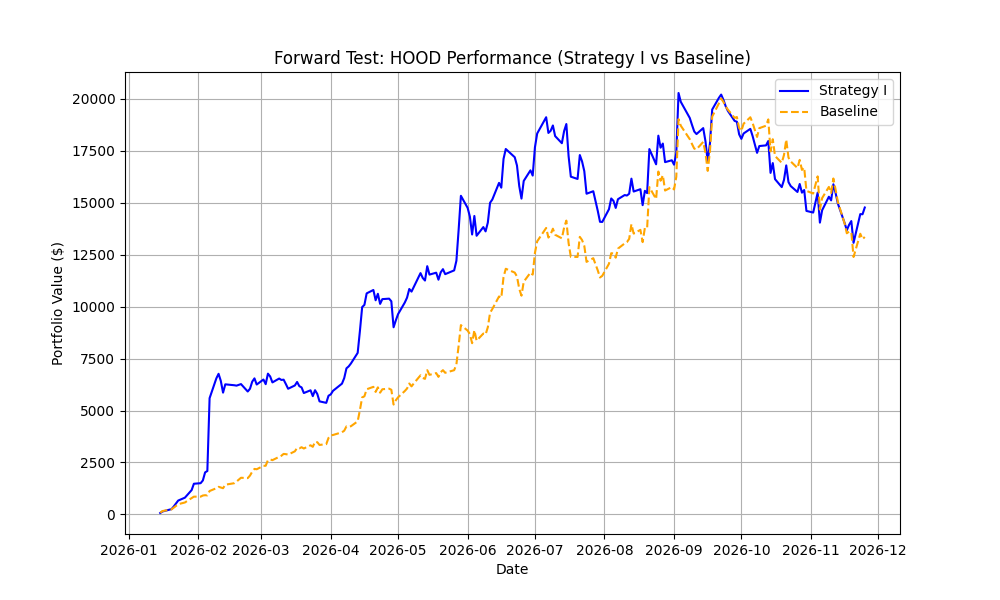 Forward Test: HOOD Performance (Strategy I vs Baseline)
Strategy I
Baseline
Portfolio Value ($)
20000
17500
15000
12500
10000
7500
5000
2500
0
2026-01 2026-02 2026-03 2026-04 2026-05 2026-06 2026-07 2026-08 2026-09 2026-10 2026-11 2026-12
Date